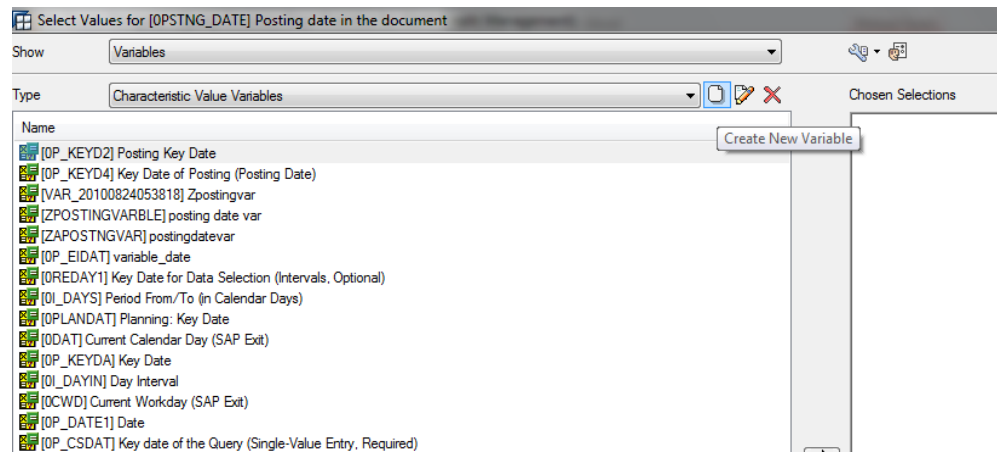 Select Values for [0PSTNG_DATE] Posting date in the document
Show Variables
Type Characteristic Value Variables Chosen Selections
Name
Create New Variable
[0P_KEYD2] Posting Key Date
[0P_KEYD4] Key Date of Posting (Posting Date)
[VAR_20100824053818] Zpostingvar
[ZPOSTINGVARBLE] posting date var
[ZAPOSTNGVAR] postingdatevar
[0P_EIDAT] variable_date
[0REDAY1] Key Date for Data Selection (Intervals, Optional)
[0I_DAYS] Period From/To (in Calendar Days)
[0PLANDAT] Planning: Key Date
[0DAT] Current Calendar Day (SAP Exit)
[0P_KEYDA] Key Date
[0I_DAYIN] Day Interval
[0CWD] Current Workday (SAP Exit)
[0P_DATE1] Date
[0P_CSDAT] Key date of the Query (Single-Value Entry, Required)